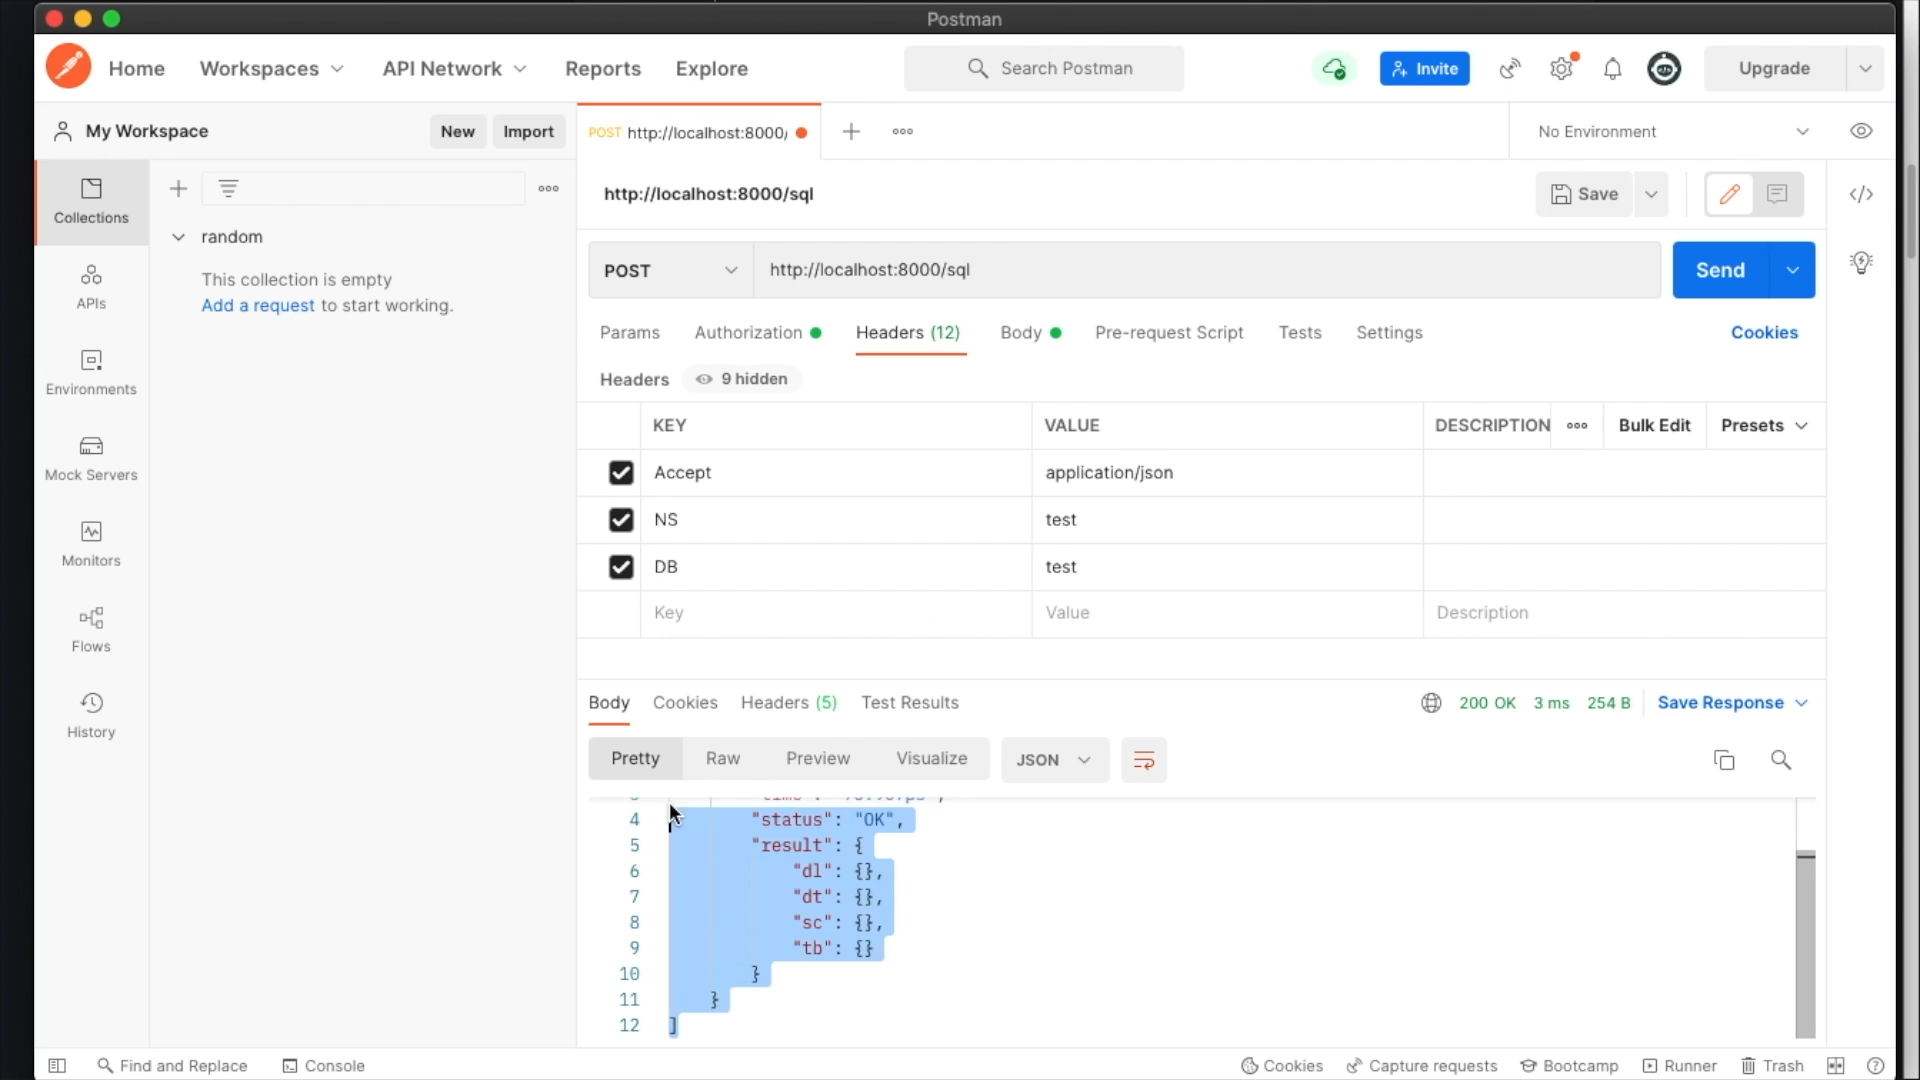 Postman
Home Workspaces API Network Reports Explore Search Postman Invite Upgrade
My Workspace New Import POST http://localhost:8000/ No Environment
Collections
random
This collection is empty
Add a request to start working.
APIs
Environments
Mock Servers
Monitors
Flows
History
http://localhost:8000/sql Save
POST http://localhost:8000/sql Send
Params Authorization Headers (12) Body Pre-request Script Tests Settings Cookies
Headers 9 hidden
KEY VALUE DESCRIPTION Bulk Edit Presets
Accept application/json
NS test
DB test
Key Value Description
Body Cookies Headers (5) Test Results 200 OK 3 ms 254 B Save Response
Pretty Raw Preview Visualize JSON
4 "status": "OK",
5 "result": {
6 "dl": {},
7 "dt": {},
8 "sc": {},
9 "tb": {}
10 }
11 }
12 ]
Find and Replace Console Cookies Capture requests Bootcamp Runner Trash